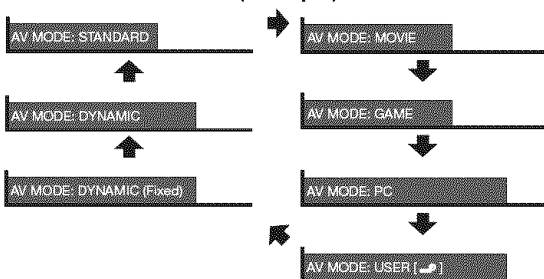 AV MODE: STANDARD
AV MODE: MOVIE
AV MODE: DYNAMIC
AV MODE: GAME
AV MODE: DYNAMIC (Fixed)
AV MODE: PC
AV MODE: USER [ ]